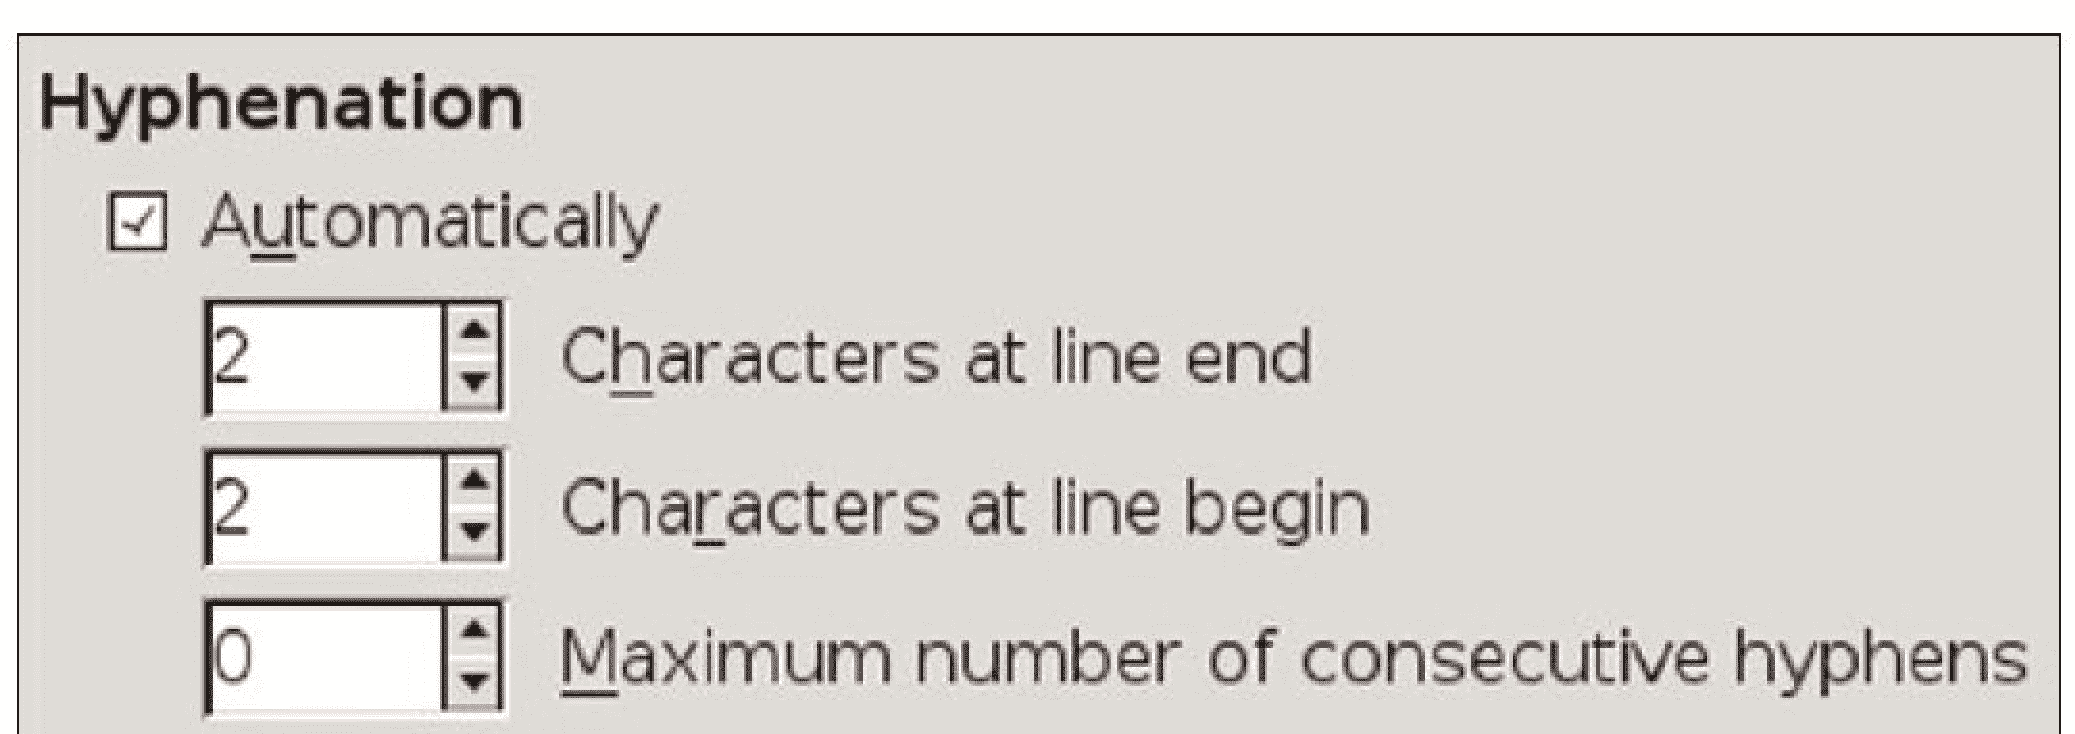 Hyphenation
Automatically
2 Characters at line end
2 Characters at line begin
0 Maximum number of consecutive hyphens